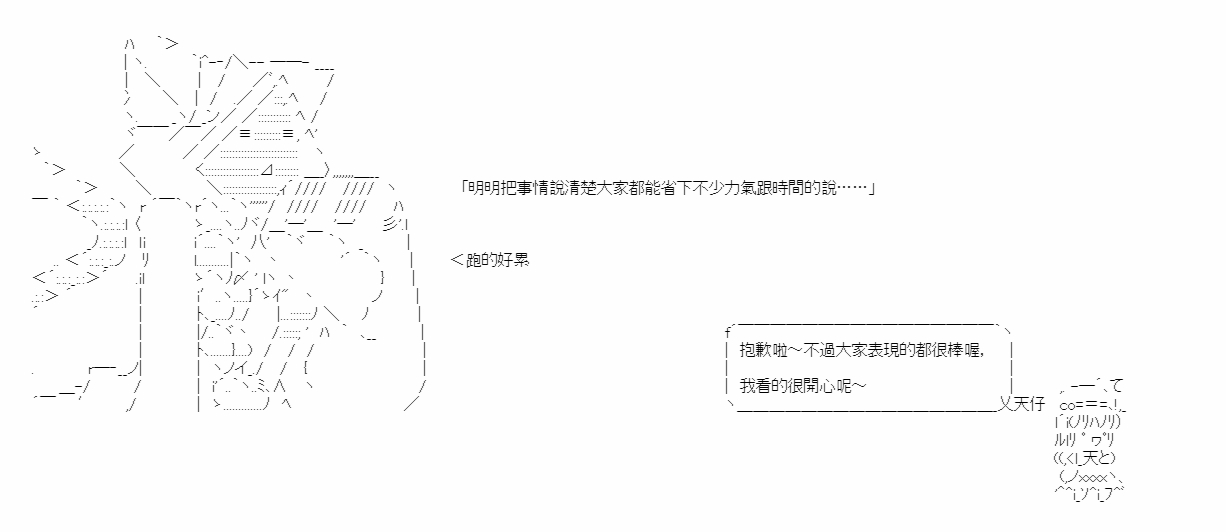 「明明把事情說清楚大家都能省下不少力氣跟時間的說……」
＜跑的好累
抱歉啦～不過大家表現的都很棒喔，
我看的很開心呢～
乂天仔